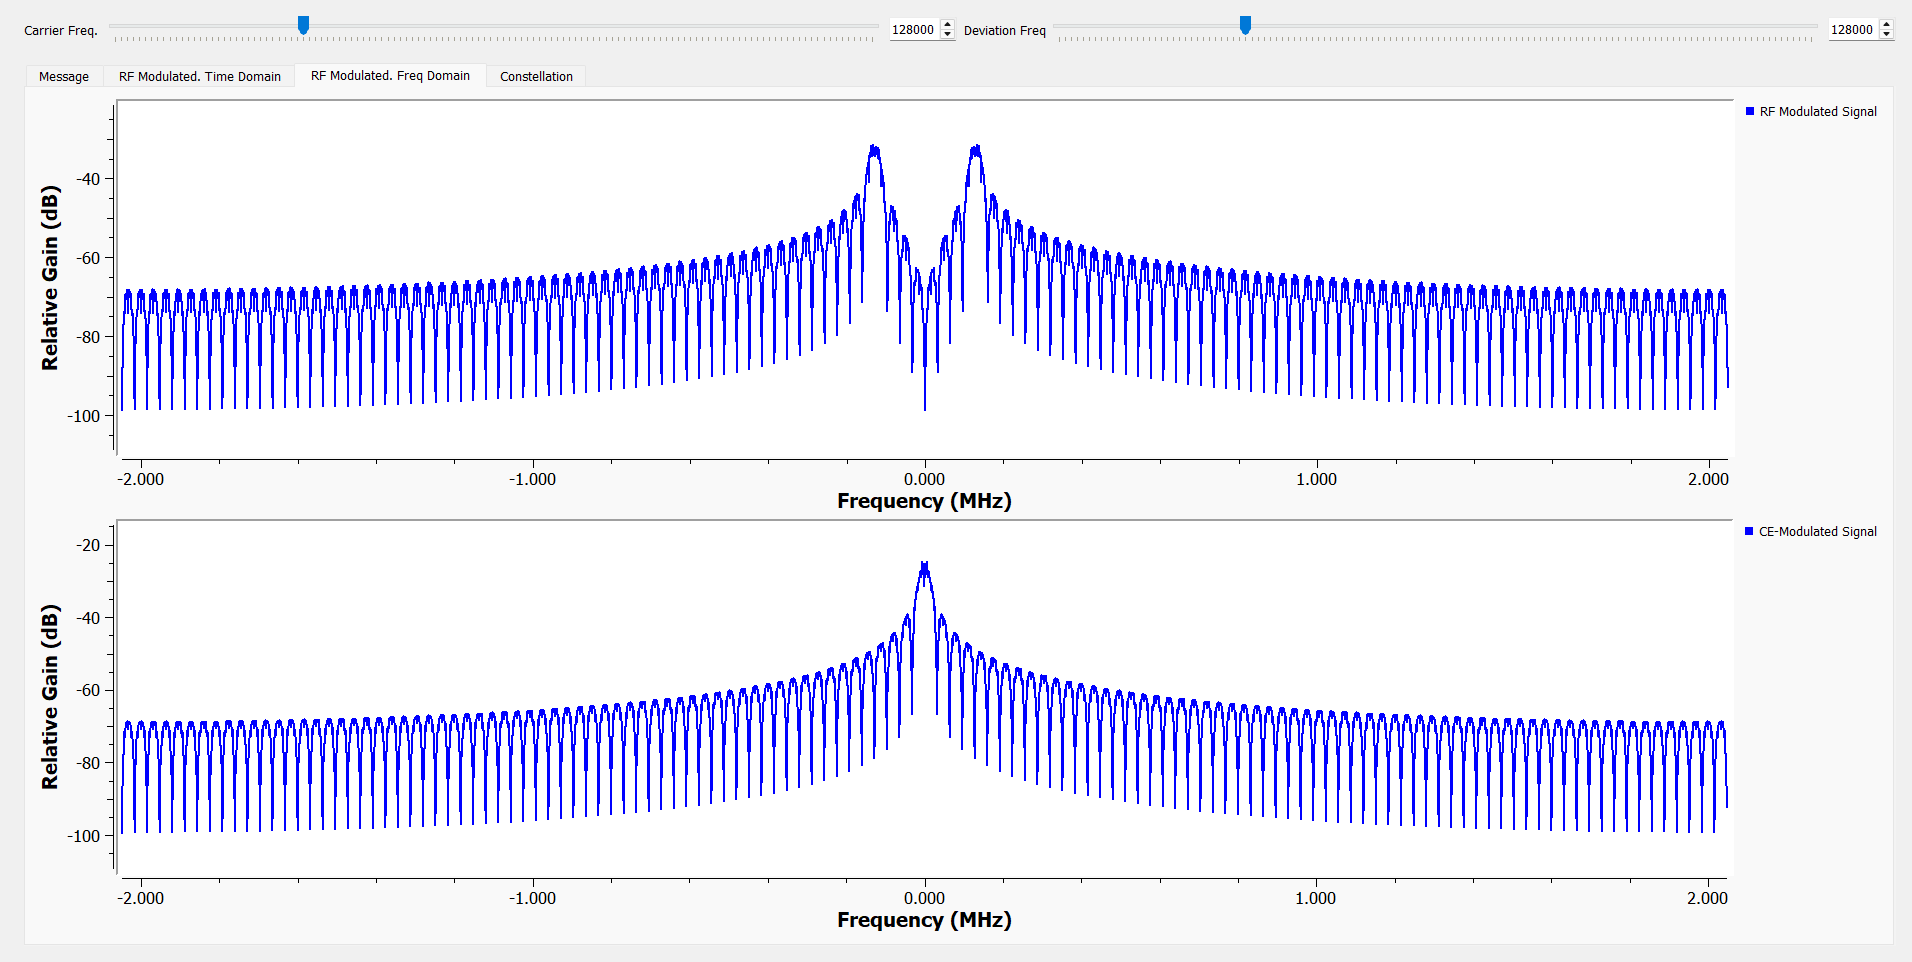 Carrier Freq. 128000 Deviation Freq 128000
Message RF Modulated. Time Domain RF Modulated. Freq Domain Constellation
RF Modulated Signal
Relative Gain (dB)
-40
-60
-80
-100
-2.000 -1.000 0.000 1.000 2.000
Frequency (MHz)
CE-Modulated Signal
Relative Gain (dB)
-20
-40
-60
-80
-100
-2.000 -1.000 0.000 1.000 2.000
Frequency (MHz)